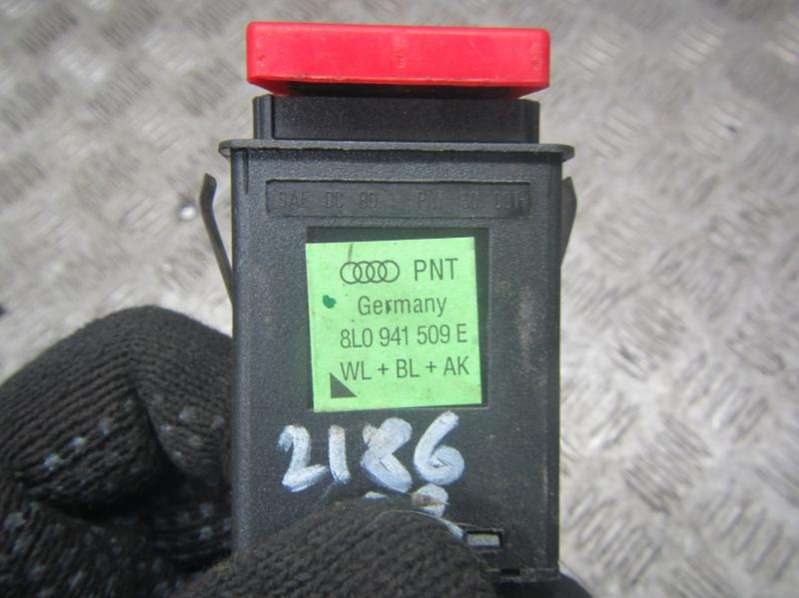 PNT
Germany
8L0 941 509 E
WL + BL + AK
2186